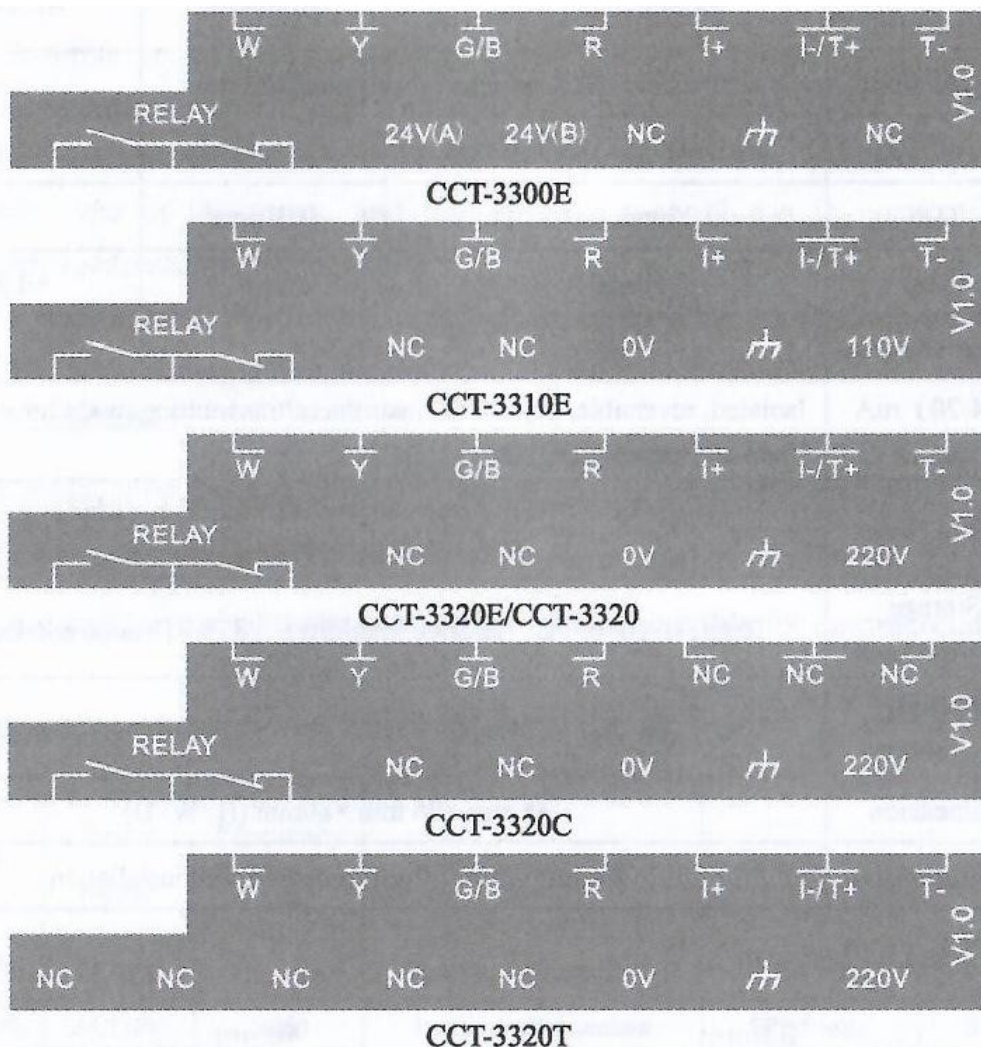 W Y G/B R I+ I-/T+ T-
V1.0
RELAY
24V(A) 24V(B) NC NC
CCT-3300E
W Y G/B R I+ I-/T+ T-
V1.0
RELAY
NC NC 0V 110V
CCT-3310E
W Y G/B R I+ I-/T+ T-
V1.0
RELAY
NC NC 0V 220V
CCT-3320E/CCT-3320
W Y G/B R NC NC NC
V1.0
RELAY
NC NC 0V 220V
CCT-3320C
W Y G/B R I+ I-/T+ T-
V1.0
NC NC NC NC NC 0V 220V
CCT-3320T